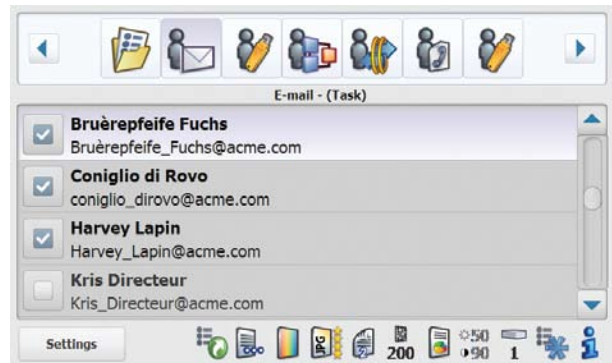 E-mail - (Task)
Bruèrepfeife Fuchs
Bruèrepfeife_Fuchs@acme.com
Coniglio di Rovo
coniglio_dirovo@acme.com
Harvey Lapin
Harvey_Lapin@acme.com
Kris Directeur
Kris_Directeur@acme.com
Settings
JPG
200
50
90
1